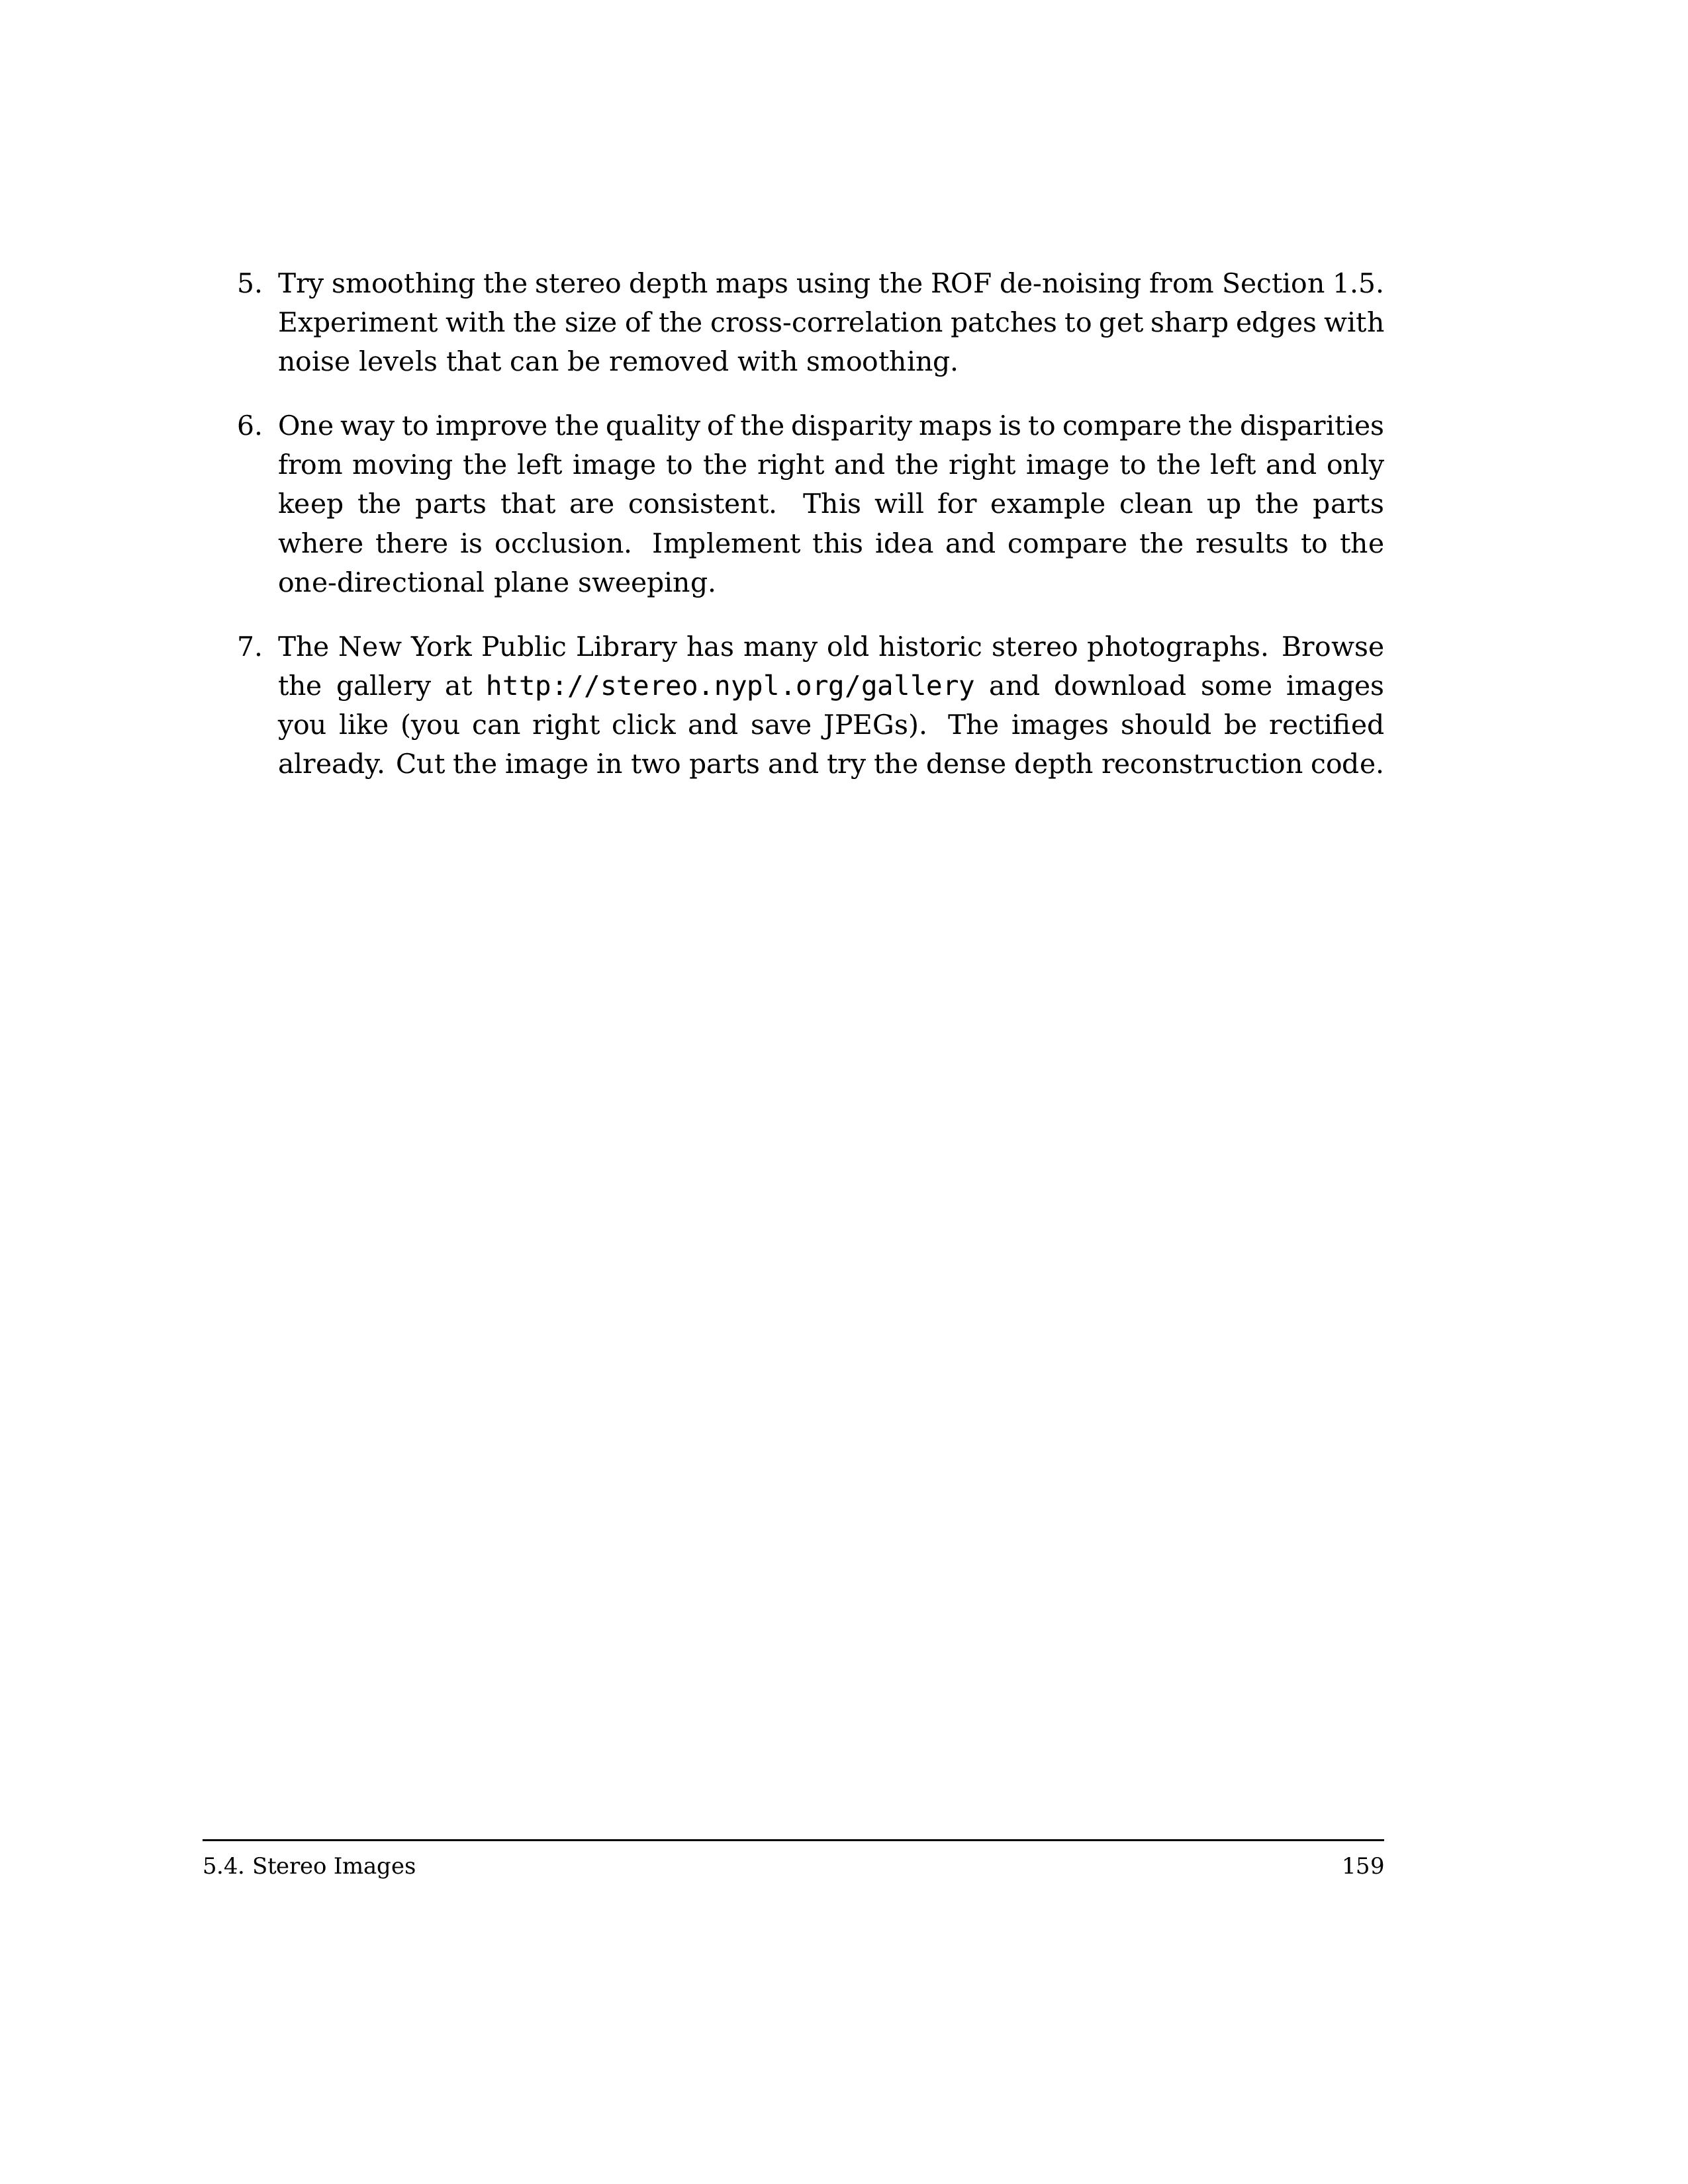 5. Try smoothing the stereo depth maps using the ROF de-noising from Section 1.5.
Experiment with the size of the cross-correlation patches to get sharp edges with
noise levels that can be removed with smoothing.
6. One way to improve the quality of the disparity maps is to compare the disparities
from moving the left image to the right and the right image to the left and only
keep the parts that are consistent. This will for example clean up the parts
where there is occlusion. Implement this idea and compare the results to the
one-directional plane sweeping.
7. The New York Public Library has many old historic stereo photographs. Browse
the gallery at http://stereo.nypl.org/gallery and download some images
you like (you can right click and save JPEGs). The images should be rectified
already. Cut the image in two parts and try the dense depth reconstruction code.
5.4. Stereo Images 159